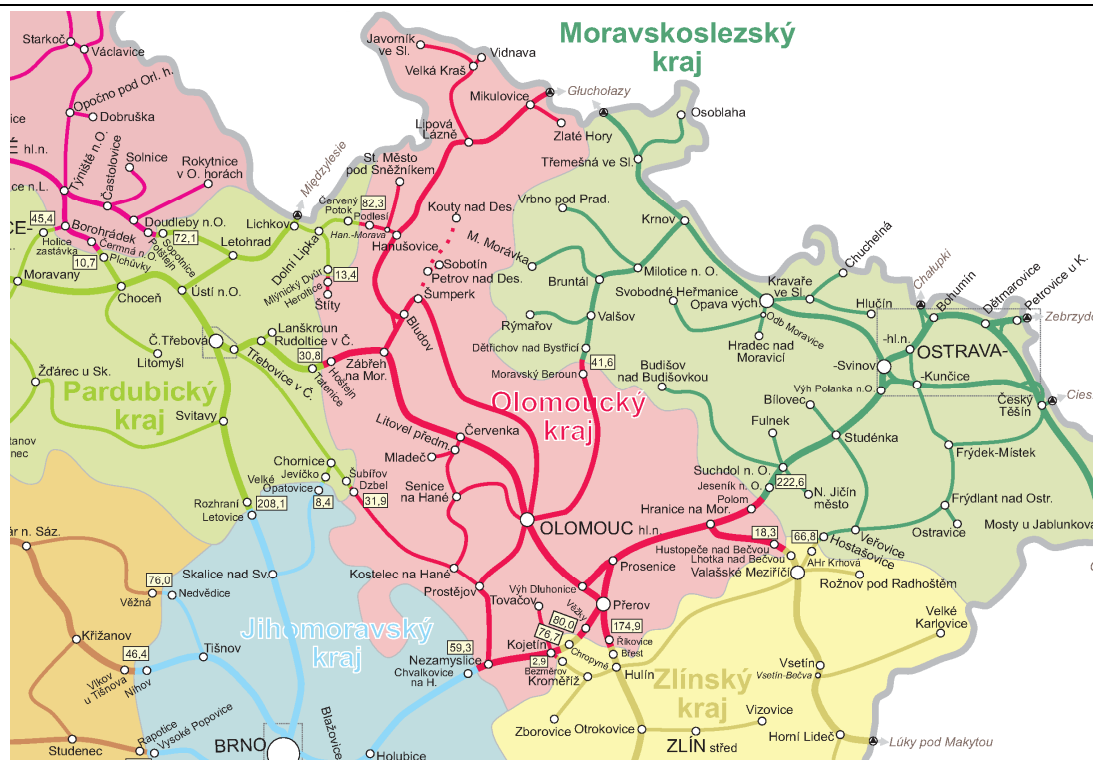 Moravskoslezský
kraj
Starkoč
Václavice
Opočno pod Orl. h.
Dobruška
hl.n.
Týniště n.O.
Častolovice
Solnice
Rokytnice
v O. horách
Międzylesie
Javorník
ve Sl.
Vidnava
Velká Kraš
Mikulovice
Głuchołazy
Zlaté Hory
Lipová
Lázně
Osoblaha
Třemešná ve Sl.
St. Město
pod Sněžníkem
Červený
Potok
82,3
Podlesí
Han.-Morava
Hanušovice
Kouty nad Des.
Vrbno pod Prad.
Krnov
M. Morávka
Milotice n. O.
Bruntál
45,4
Borohrádek
Holice
zastávka
Čermná n.O.
10,7
Plchůvky
Doudleby n.O.
Potštejn
Sopotnice
72,1
Letohrad
Lichkov
Dolní Lipka
Mlýnický Dvůr
Heroltice
13,4
Štíty
Moravany
Choceň
Ústí n.O.
Sobotín
Petrov nad Des.
Šumperk
Bludov
Svobodné Heřmanice
Opava vých.
Kravaře
ve Sl.
Chuchelná
Hlučín
Chałupki
Bohumín
Dětmarovice
Petrovice u K.
Valšov
Rýmařov
Odb Moravice
Hradec nad
Moravicí
Dětřichov nad Bystřicí
41,6
Moravský Beroun
Č.Třebová
Lanškroun
Rudoltice v Č.
Třebovice v Č.
30,8
Tatenice
Hoštejn
Zábřeh
na Mor.
Litomyšl
Žďárec u Sk.
Pardubický
kraj
Svitavy
Olomoucký
kraj
Budišov
nad Budišovkou
-hl.n.
OSTRAVA-
-Svinov
-Kunčice
Výh Polanka n.O.
Český
Těšín
Bílovec
Fulnek
Studénka
Frýdek-Místek
Litovel předm.
Červenka
Mladeč
Senice
na Hané
Chornice
Jevíčko
Velké
Opatovice
8,4
Šubířov
Dzbel
31,9
Rozhraní
Letovice
208,1
Suchdol n. O.
Jeseník n. O.
222,6
Polom
N. Jičín
město
Frýdlant nad Ostr.
Ostravice
Mosty u Jablunkova
OLOMOUC hl.n.
Hranice na Mor.
18,3
66,8
Hostašovice
Veřovice
Hustopeče nad Bečvou
Lhotka nad Bečvou
AHr Krhová
Valašské Meziříčí
Rožnov pod Radhoštěm
Skalice nad Sv.
76,0
Věžná
Nedvědice
Kostelec na Hané
Prostějov
Prosenice
Výh Dluhonice
Tovačov
Věžky
Přerov
80,0
76,7
174,9
Říkovice
Břest
Hulín
Chropyně
Křižanov
46,4
Vlkov
u Tišnova
Níhov
Tišnov
Jihomoravský
kraj
59,3
Nezamyslice
Chvalkovice
na H.
Kojetín
2,9
Bezměrov
Kroměříž
Zlínský
kraj
Velké
Karlovice
Vsetín
Vsetín-Bečva
Studenec
Rapotice
Vysoké Popovice
BRNO
Blažovice
Holubice
Zborovice
Otrokovice
ZLÍN střed
Vizovice
Horní Lideč
Lúky pod Makytou